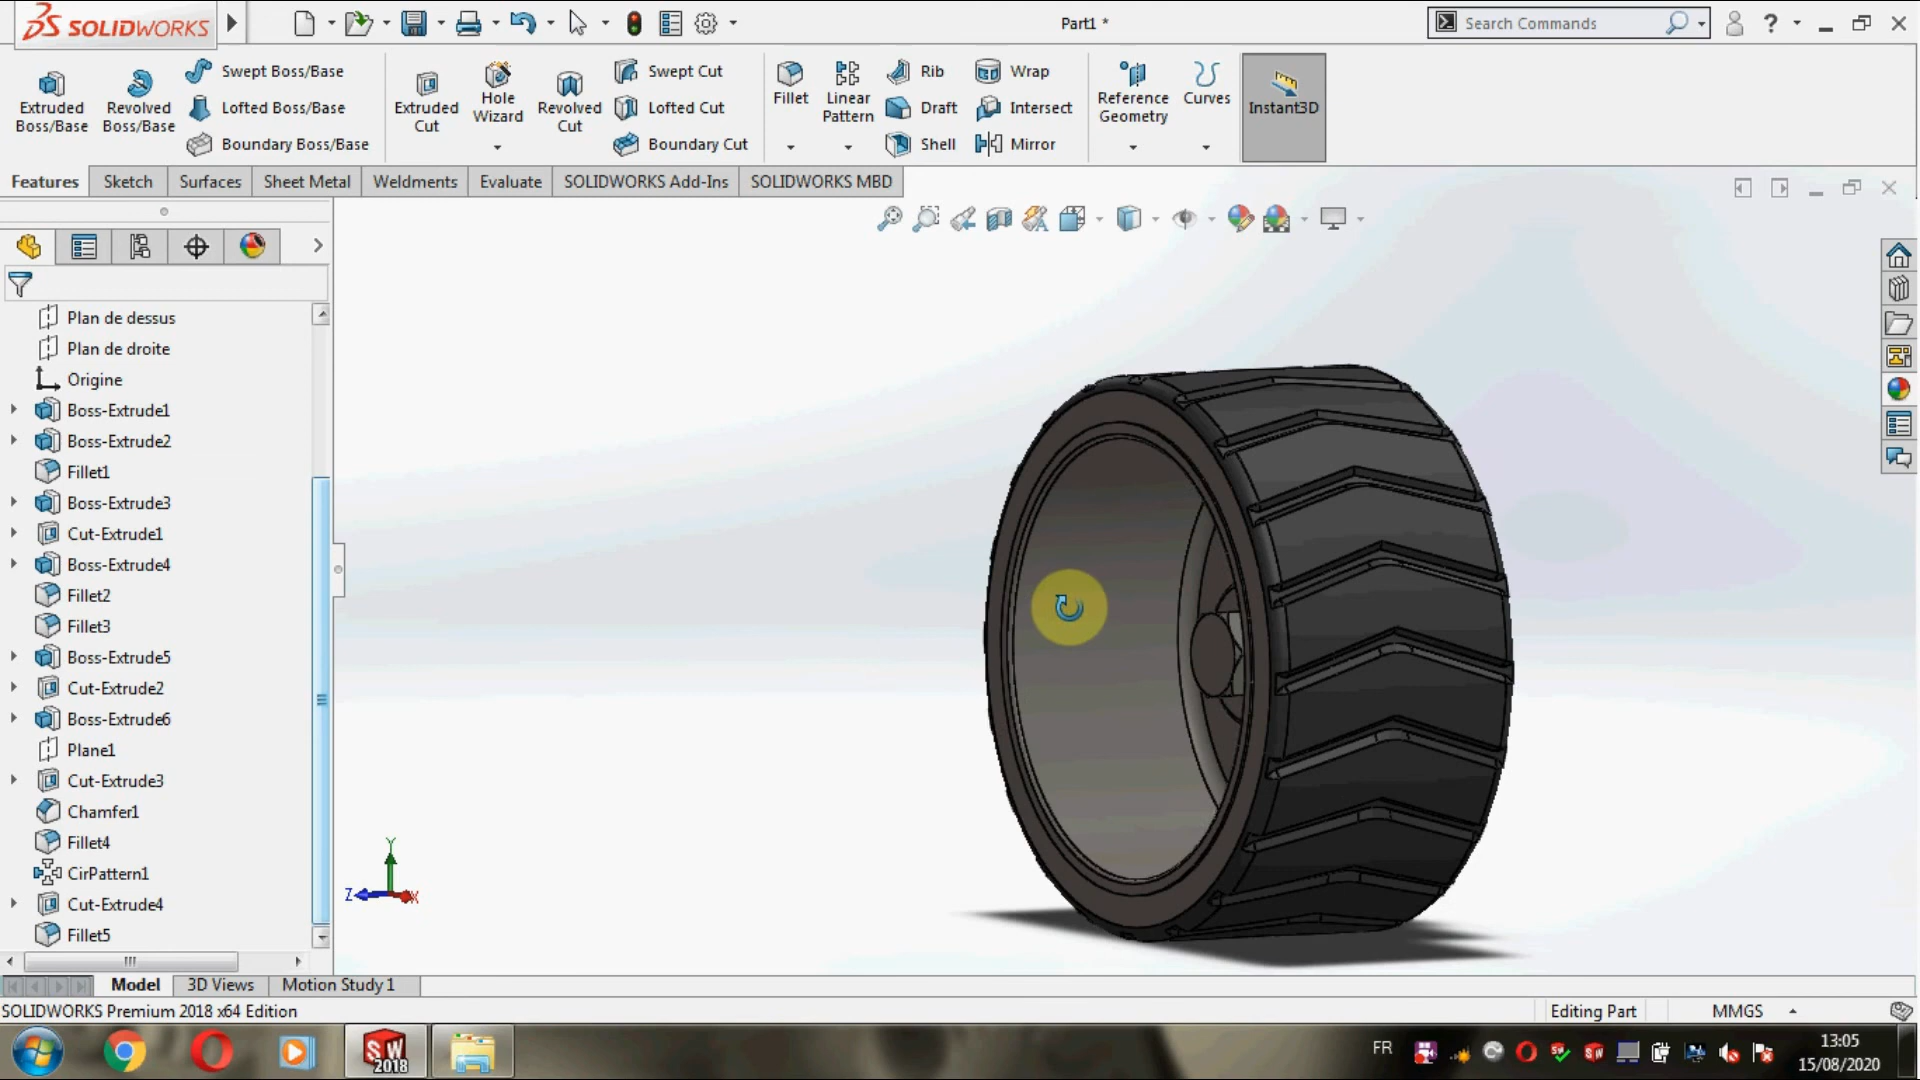 SOLIDWORKS
Part1 *
Search Commands
?
Extruded
Boss/Base
Revolved
Boss/Base
Swept Boss/Base
Lofted Boss/Base
Boundary Boss/Base
Extruded
Cut
Hole
Wizard
Revolved
Cut
Swept Cut
Lofted Cut
Boundary Cut
Fillet
Linear
Pattern
Rib
Draft
Shell
Wrap
Intersect
Mirror
Reference
Geometry
Curves
Instant3D
Features
Sketch
Surfaces
Sheet Metal
Weldments
Evaluate
SOLIDWORKS Add-Ins
SOLIDWORKS MBD
Plan de dessus
Plan de droite
Origine
Boss-Extrude1
Boss-Extrude2
Fillet1
Boss-Extrude3
Cut-Extrude1
Boss-Extrude4
Fillet2
Fillet3
Boss-Extrude5
Cut-Extrude2
Boss-Extrude6
Plane1
Cut-Extrude3
Chamfer1
Fillet4
CirPattern1
Cut-Extrude4
Fillet5
Y
Z
X
Model
3D Views
Motion Study 1
SOLIDWORKS Premium 2018 x64 Edition
Editing Part
MMGS
SW
2018
FR
13:05
15/08/2020